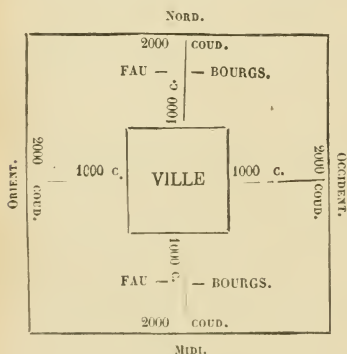 NORD.
2000 COUD.
FAU — — BOURGS.
1000 C.
ORIENT.
2000 COUD.
1000 C.
VILLE
1000 C.
2000 COUD.
OCCIDENT.
1000 C.
FAU — — BOURGS.
2000 COUD.
MIDI.